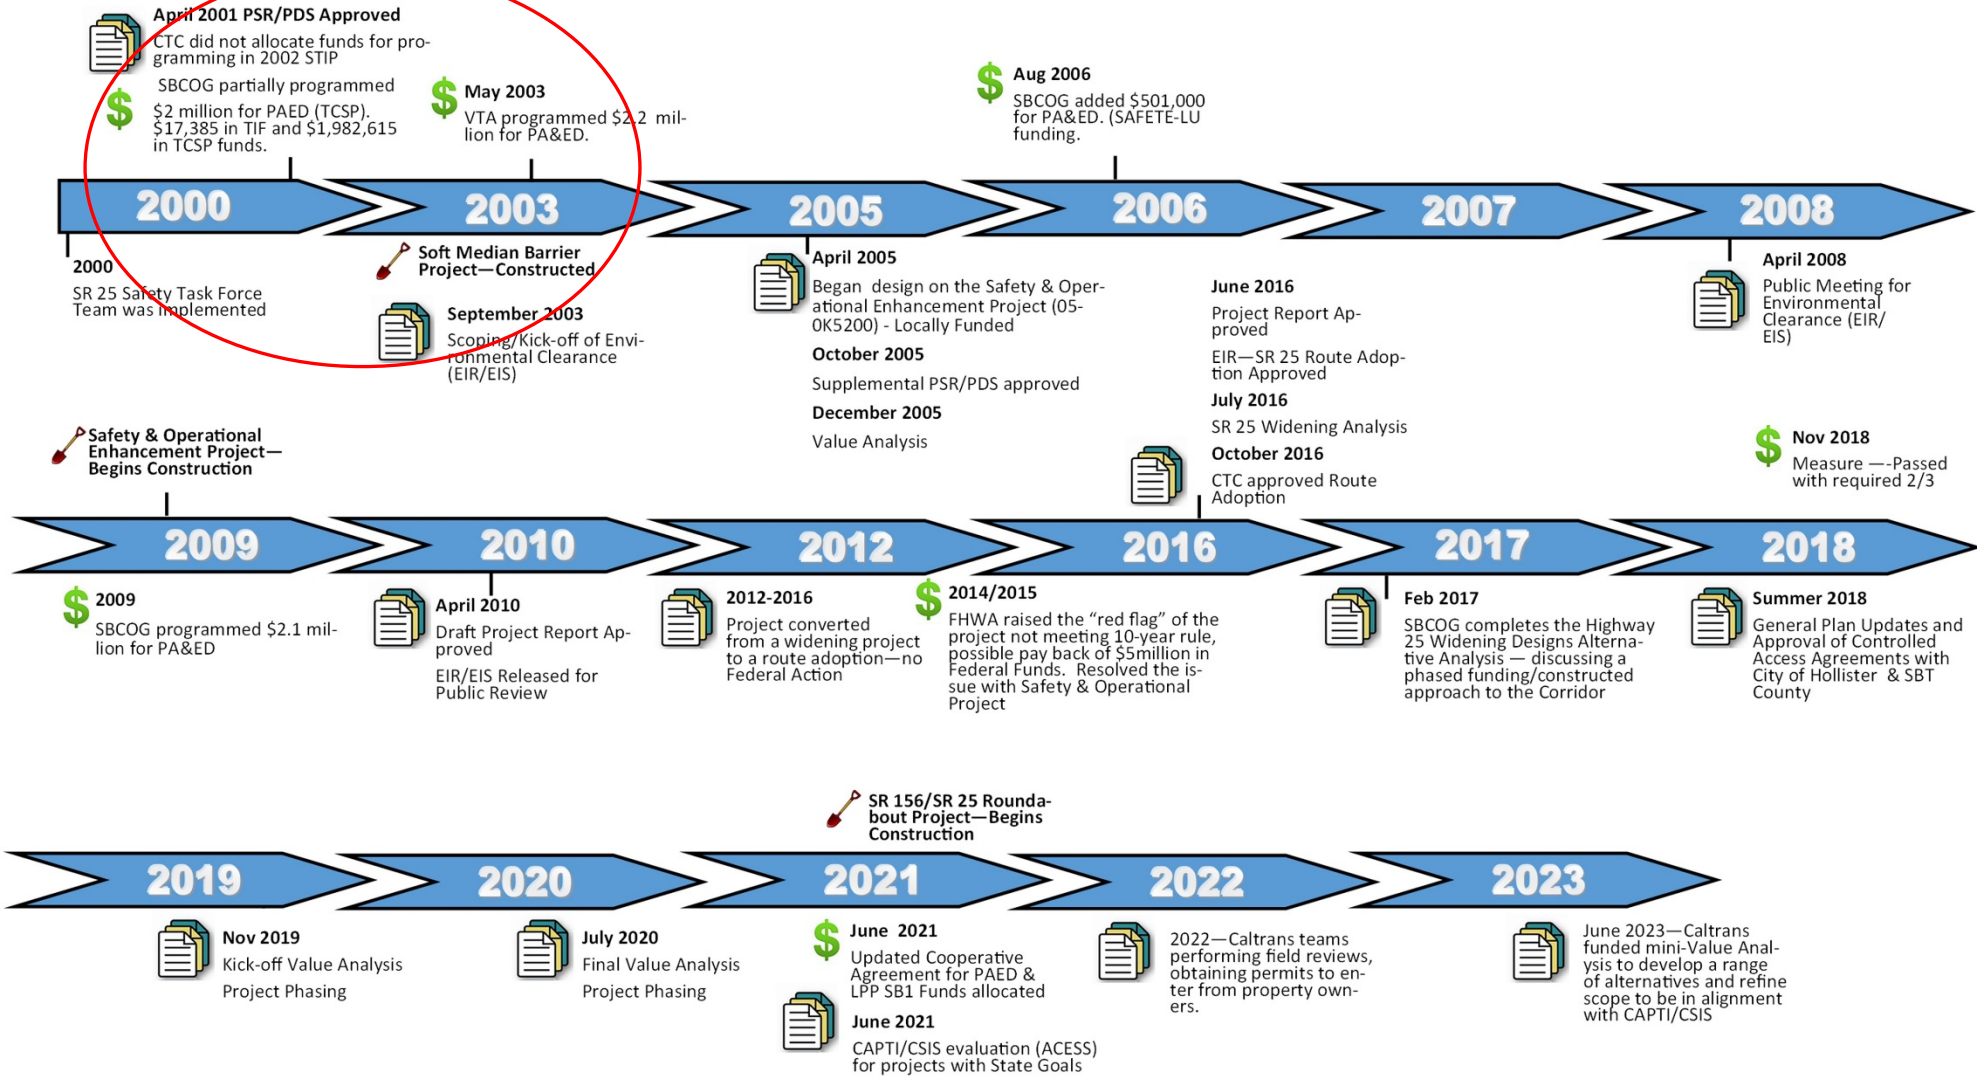 April 2001 PSR/PDS Approved
CTC did not allocate funds for pro-
gramming in 2002 STIP
SBCOG partially programmed
$2 million for PAED (TCSP).
$17,385 in TIF and $1,982,615
in TCSP funds.
$
May 2003
VTA programmed $2.2 mil-
lion for PA&ED.
$
Aug 2006
SBCOG added $501,000
for PA&ED. (SAFETE-LU
funding.
$
2000
2003
2005
2006
2007
2008
2000
SR 25 Safety Task Force
Team was implemented
Soft Median Barrier
Project—Constructed
September 2003
Scoping/Kick-off of Envi-
ronmental Clearance
(EIR/EIS)
April 2005
Began design on the Safety & Oper-
ational Enhancement Project (05-
0K5200) - Locally Funded
October 2005
Supplemental PSR/PDS approved
December 2005
Value Analysis
June 2016
Project Report Ap-
proved
EIR—SR 25 Route Adop-
tion Approved
July 2016
SR 25 Widening Analysis
October 2016
CTC approved Route
Adoption
April 2008
Public Meeting for
Environmental
Clearance (EIR/
EIS)
Safety & Operational
Enhancement Project—
Begins Construction
$
Nov 2018
Measure —-Passed
with required 2/3
2009
2010
2012
2016
2017
2018
$
2009
SBCOG programmed $2.1 mil-
lion for PA&ED
April 2010
Draft Project Report Ap-
proved
EIR/EIS Released for
Public Review
2012-2016
Project converted
from a widening project
to a route adoption—no
Federal Action
$
2014/2015
FHWA raised the “red flag” of the
project not meeting 10-year rule,
possible pay back of $5million in
Federal Funds. Resolved the is-
sue with Safety & Operational
Project
Feb 2017
SBCOG completes the Highway
25 Widening Designs Alterna-
tive Analysis — discussing a
phased funding/constructed
approach to the Corridor
Summer 2018
General Plan Updates and
Approval of Controlled
Access Agreements with
City of Hollister & SBT
County
SR 156/SR 25 Rounda-
bout Project—Begins
Construction
2019
2020
2021
2022
2023
Nov 2019
Kick-off Value Analysis
Project Phasing
July 2020
Final Value Analysis
Project Phasing
$
June 2021
Updated Cooperative
Agreement for PAED &
LPP SB1 Funds allocated
June 2021
CAPTI/CSIS evaluation (ACESS)
for projects with State Goals
2022—Caltrans teams
performing field reviews,
obtaining permits to en-
ter from property own-
ers.
June 2023—Caltrans
funded mini-Value Anal-
ysis to develop a range
of alternatives and refine
scope to be in alignment
with CAPTI/CSIS